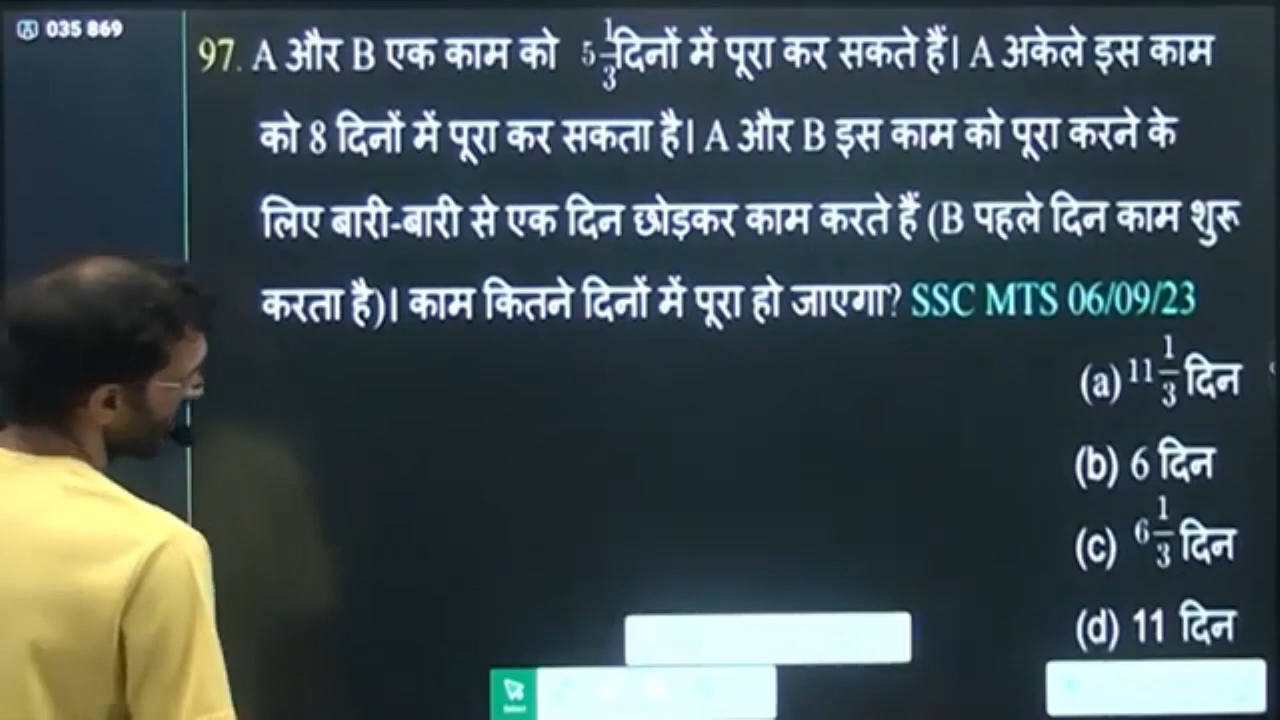 035 869
97. A और B एक काम को 5 1/3 दिनों में पूरा कर सकते हैं। A अकेले इस काम
को 8 दिनों में पूरा कर सकता है। A और B इस काम को पूरा करने के
लिए बारी-बारी से एक दिन छोड़कर काम करते हैं (B पहले दिन काम शुरू
करता है)। काम कितने दिनों में पूरा हो जाएगा? SSC MTS 06/09/23
(a) 11 1/3 दिन
(b) 6 दिन
(c) 6 1/3 दिन
(d) 11 दिन
Select